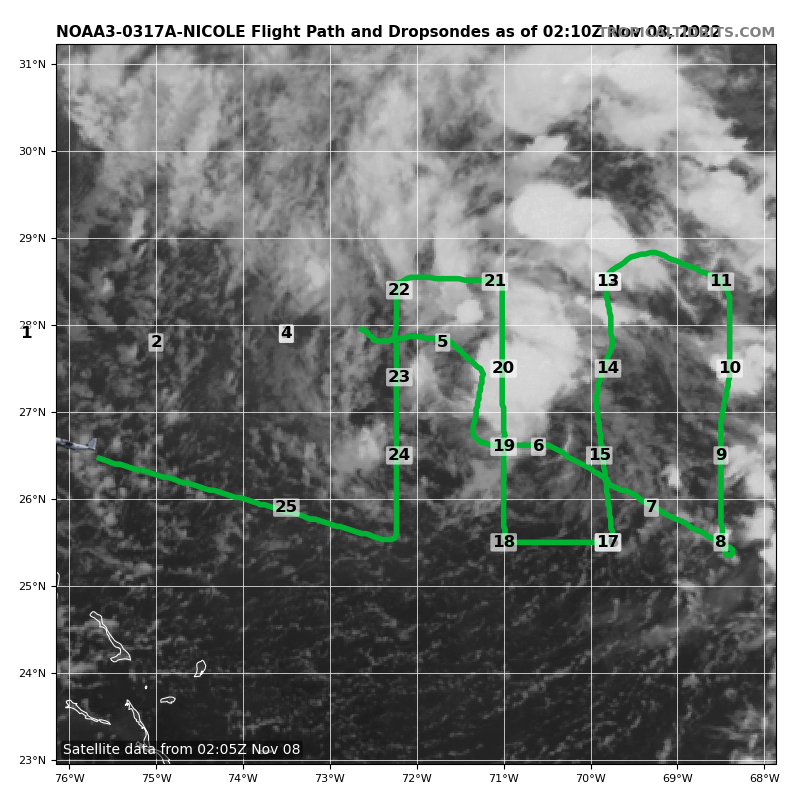 NOAA3-0317A-NICOLE Flight Path and Dropsondes as of 02:10Z Nov 08, 2022
TROPICALTIDBITS.COM
31°N
30°N
29°N
13
11
21
22
28°N
1
4
2
5
14
20
10
23
27°N
19
6
24
15
9
26°N
25
7
18
17
8
25°N
24°N
23°N
Satellite data from 02:05Z Nov 08
76°W 75°W 74°W 73°W 72°W 71°W 70°W 69°W 68°W